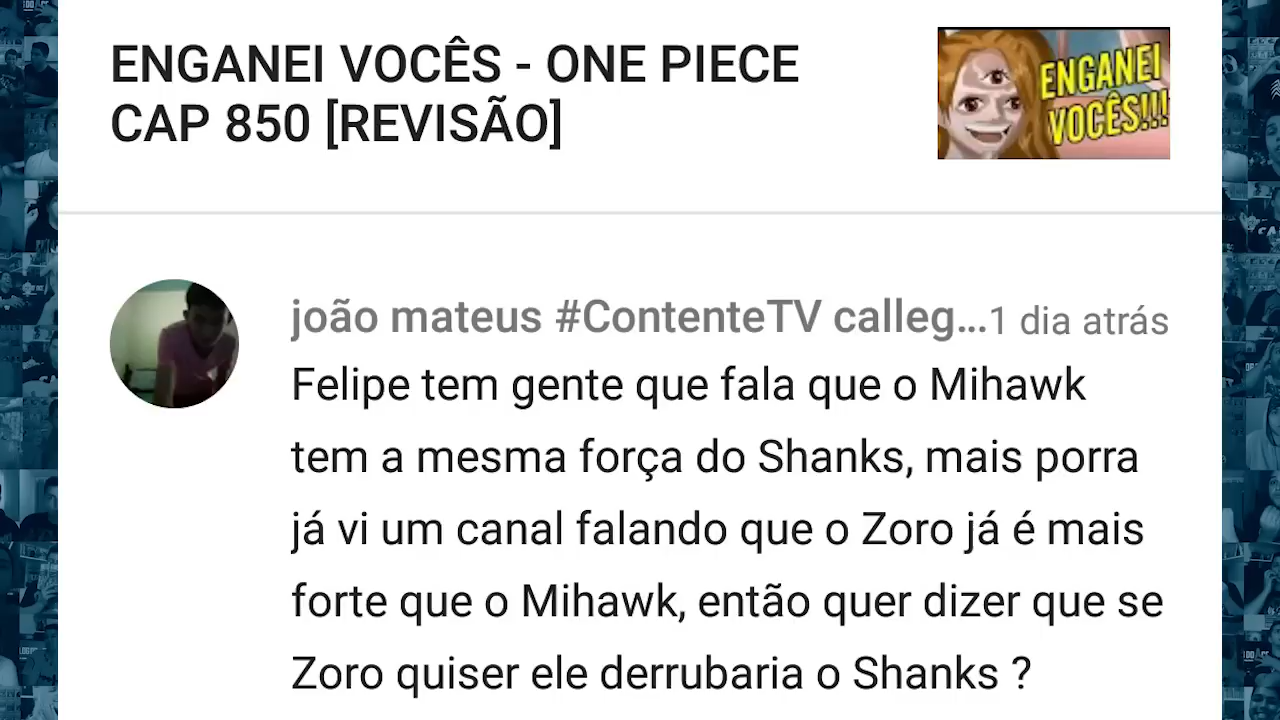 ENGANEI VOCÊS - ONE PIECE
CAP 850 [REVISÃO]
ENGANEI
VOCÊS!!!
joão mateus #ContenteTV calleg...1 dia atrás
Felipe tem gente que fala que o Mihawk
tem a mesma força do Shanks, mais porra
já vi um canal falando que o Zoro já é mais
forte que o Mihawk, então quer dizer que se
Zoro quiser ele derrubaria o Shanks ?